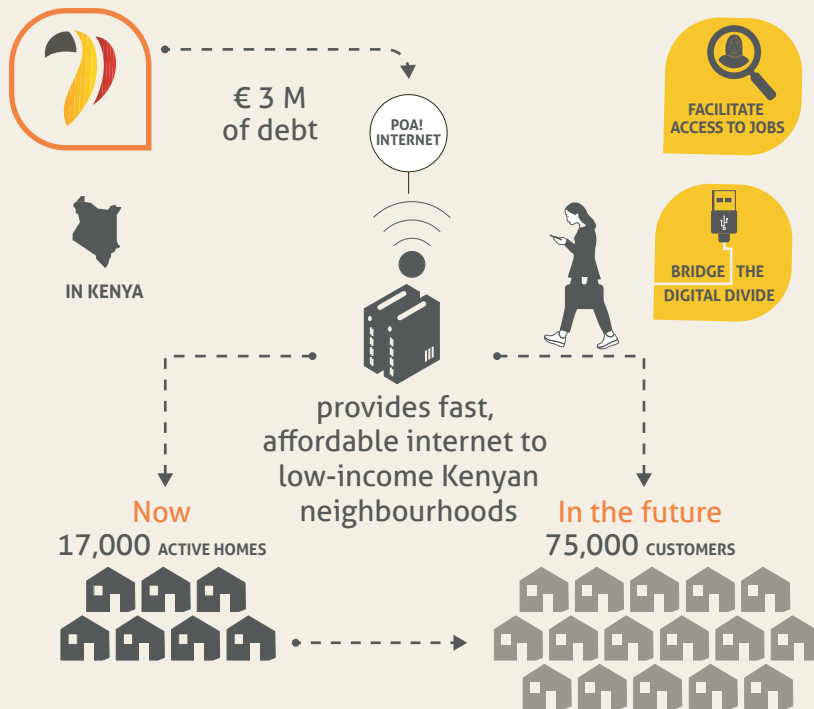 € 3 M
of debt
POA!
INTERNET
FACILITATE
ACCESS TO JOBS
IN KENYA
BRIDGE THE
DIGITAL DIVIDE
provides fast,
affordable internet to
low-income Kenyan
neighbourhoods
Now
17,000 ACTIVE HOMES
In the future
75,000 CUSTOMERS